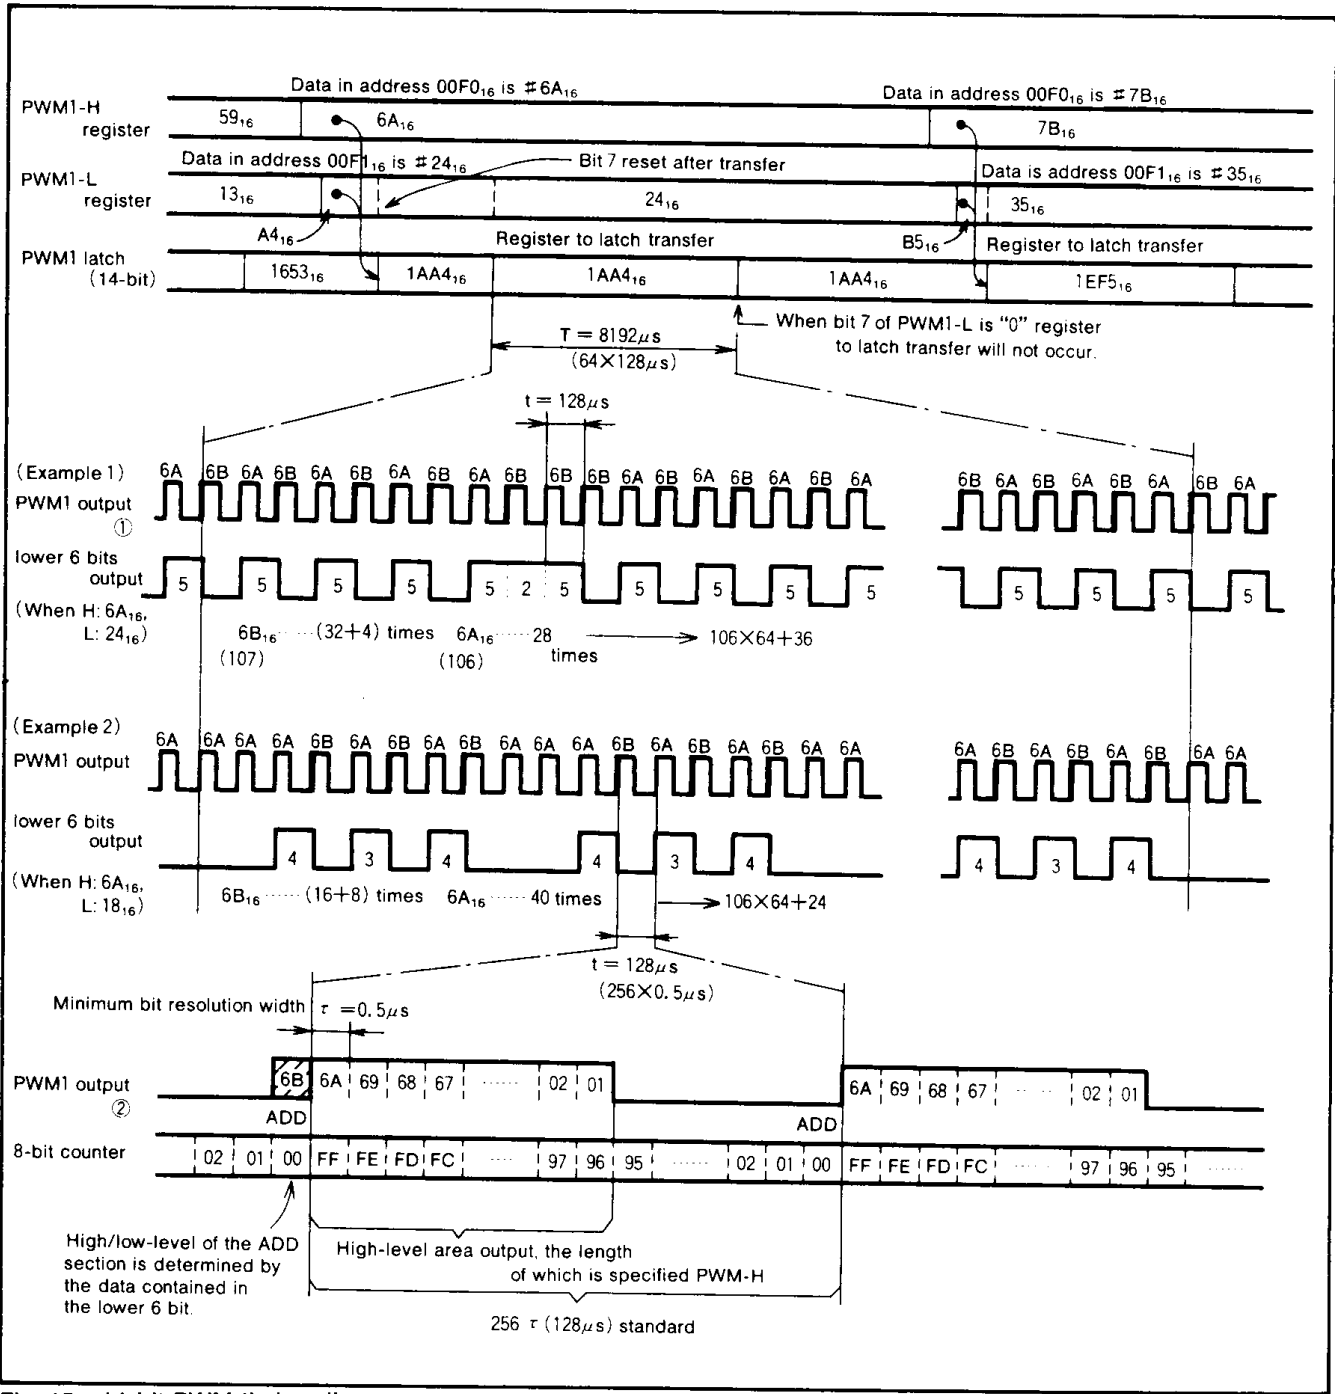 Data in address 00F0₁₆ is #6A₁₆
Data in address 00F0₁₆ is #7B₁₆
PWM1-H
register
59₁₆
6A₁₆
7B₁₆
Data in address 00F1₁₆ is #24₁₆
Bit 7 reset after transfer
Data is address 00F1₁₆ is #35₁₆
PWM1-L
register
13₁₆
24₁₆
35₁₆
A4₁₆
Register to latch transfer
B5₁₆
Register to latch transfer
PWM1 latch
(14-bit)
1653₁₆
1AA4₁₆
1AA4₁₆
1AA4₁₆
1EF5₁₆
When bit 7 of PWM1-L is "0" register
to latch transfer will not occur.
T = 8192μs
(64×128μs)
t = 128μs
(Example 1)
6A 6B 6A 6B 6A 6B 6A 6B 6A 6B 6B 6B 6A 6B 6A 6B 6A 6B 6A
6B 6A 6B 6A 6B 6A 6B 6A
PWM1 output
①
lower 6 bits
output
5 5 5 5 5 2 5 5 5 5 5 5 5 5 5
(When H: 6A₁₆,
L: 24₁₆)
6B₁₆ ······ (32+4) times 6A₁₆ ······ 28 times → 106×64+36
(107) (106)
(Example 2)
6A 6A 6A 6A 6B 6A 6B 6A 6B 6A 6A 6A 6B 6A 6B 6A 6B 6A 6A
6A 6B 6A 6B 6A 6B 6A 6A
PWM1 output
lower 6 bits
output
4 3 4 4 3 4 4 3 4
(When H: 6A₁₆,
L: 18₁₆)
6B₁₆ ······ (16+8) times 6A₁₆ ······ 40 times → 106×64+24
t = 128μs
(256×0.5μs)
Minimum bit resolution width τ =0.5μs
PWM1 output
②
6B 6A 69 68 67 ······ 02 01
6A 69 68 67 ······ 02 01
ADD
ADD
8-bit counter
02 01 00 FF FE FD FC ····· 97 96 95 ······ 02 01 00 FF FE FD FC ······ 97 96 95 ······
High/low-level of the ADD
section is determined by
the data contained in
the lower 6 bit.
High-level area output, the length
of which is specified PWM-H
256 τ (128μs) standard